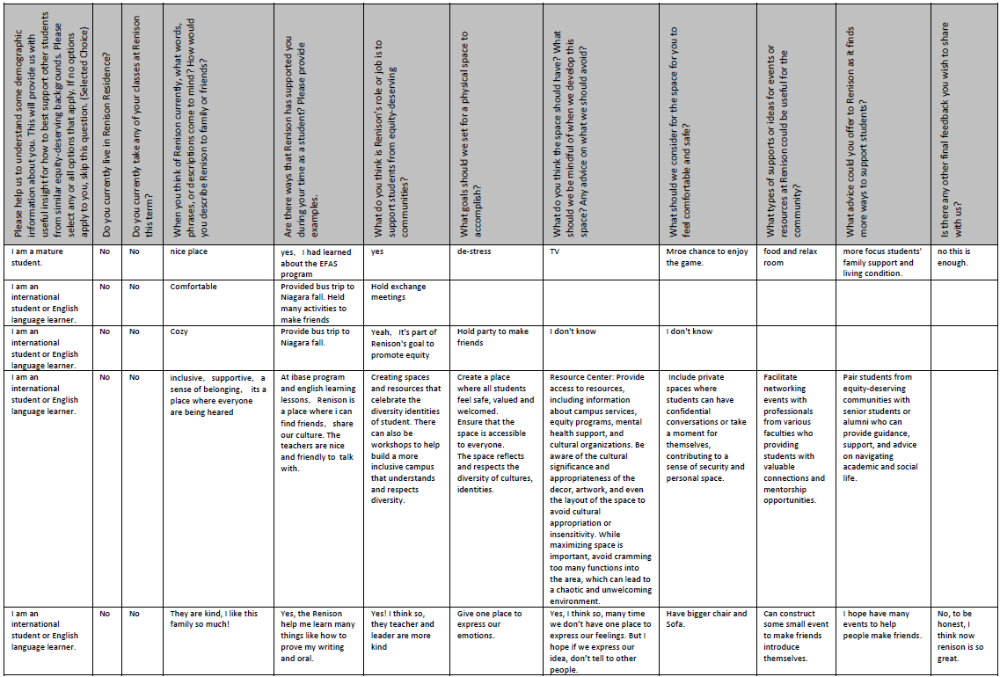 Please help us to understand some demographic
information about you. This will provide us with
useful insight for how to best support other students
from similar equity-deserving backgrounds. Please
select any or all options that apply. If no options
apply to you, skip this question. (Selected Choice)
Do you currently live in Renison Residence?
Do you currently take any of your classes at Renison
this term?
When you think of Renison currently, what words,
phrases, or descriptions come to mind? How would
you describe Renison to family or friends?
Are there ways that Renison has supported you
during your time as a student? Please provide
examples.
What do you think is Renison's role or job is to
support students from equity-deserving
communities?
What goals should we set for a physical space to
accomplish?
What do you think the space should have? What
should we be mindful of when we develop this
space? Any advice on what we should avoid?
What should we consider for the space for you to
feel comfortable and safe?
What types of supports or ideas for events or
resources at Renison could be useful for the
community?
What advice could you offer to Renison as it finds
more ways to support students?
Is there any other final feedback you wish to share
with us?
I am a mature
student.
No
No
nice place
yes, I had learned
about the EFAS
program
yes
de-stress
TV
Mroe chance to enjoy
the game.
food and relax
room
more focus students'
family support and
living condition.
no this is
enough.
I am an
international
student or English
language learner.
No
No
Comfortable
Provided bus trip to
Niagara fall. Held
many activities to
make friends
Hold exchange
meetings
I am an
international
student or English
language learner.
No
No
Cozy
Provide bus trip to
Niagara fall.
Yeah, it's part of
Renison's goal to
promote equity
Hold party to make
friends
I don't know
I don't know
I am an
international
student or English
language learner.
No
No
inclusive, supportive, a
sense of belonging, its a
place where everyone
are being heard
At ibase program
and english learning
lessons, Renison is
a place where i can
find friends, share
our culture. The
teachers are nice
and friendly to talk
with.
Creating spaces
and resources that
celebrate the
diversity identities
of student. There
can also be
workshops to help
build a more
inclusive campus
that understands
and respects
diversity.
Create a place
where all students
feel safe, valued and
welcomed.
Ensure that the
space is accessible
to everyone.
The space reflects
and respects the
diversity of cultures,
identities.
Resource Center: Provide
access to resources,
including information
about campus services,
equity programs, mental
health support, and
cultural organizations. Be
aware of the cultural
significance and
appropriateness of the
decor, artwork, and even
the layout of the space to
avoid cultural
appropriation or
insensitivity. While
maximizing space is
important, avoid cramming
too many functions into
the area, which can lead to
a chaotic and unwelcoming
environment.
Include private
spaces where
students can have
confidential
conversations or take
a moment for
themselves,
contributing to a
sense of security and
personal space.
Facilitate
networking
events with
professionals
from various
faculties who
providing
students with
valuable
connections and
mentorship
opportunities.
Pair students from
equity-deserving
communities with
senior students or
alumni who can
provide guidance,
support, and advice
on navigating
academic and social
life.
I am an
international
student or English
language learner.
No
No
They are kind, I like this
family so much!
Yes, the Renison
help me learn many
things like how to
prove my writing
and oral.
Yes! I think so,
they teacher and
leader are more
kind
Give one place to
express our
emotions.
Yes, I think so, many time
we don't have one place to
express our feelings. But I
hope if we express our
idea, don't tell to other
people.
Have bigger chair and
Sofa.
Can construct
some small event
to make friends
introduce
themselves.
I hope have many
events to help
people make friends.
No, to be
honest, I
think now
renison is so
great.